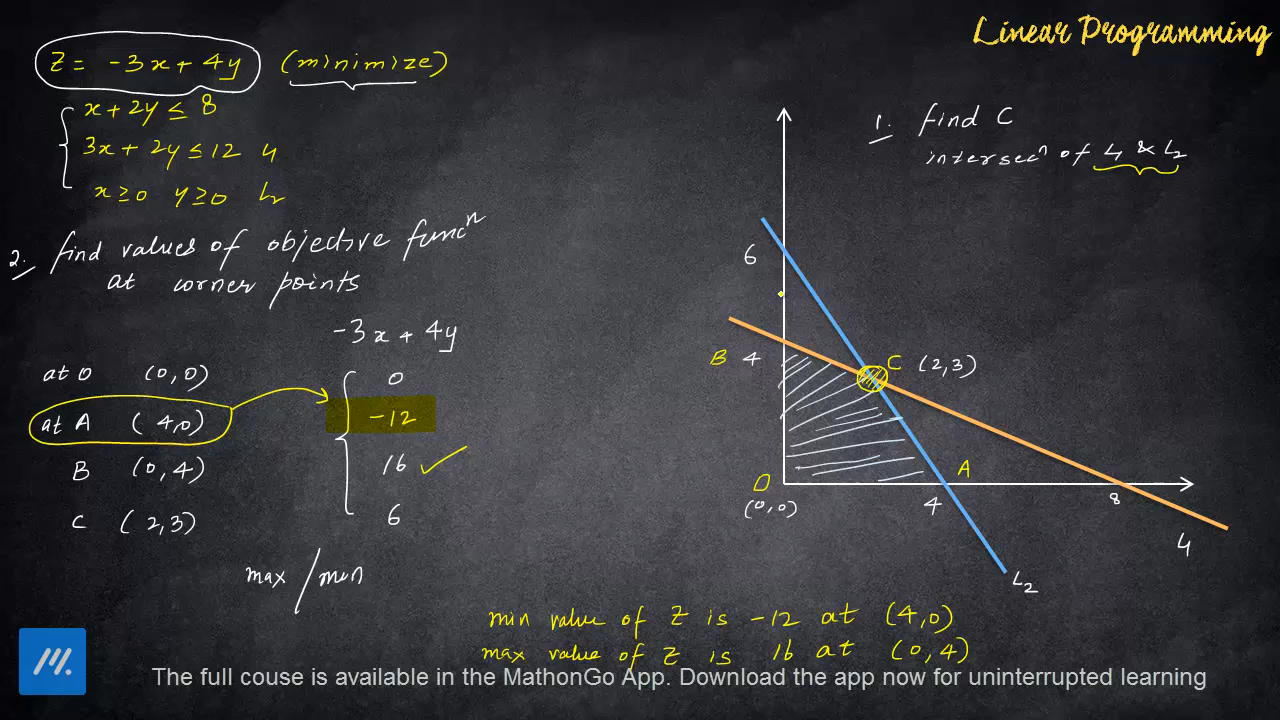 Linear Programming
Z = -3x + 4y (minimize)
x + 2y ≤ 8
3x + 2y ≤ 12 L1
x ≥ 0 y ≥ 0 L2
2. find values of objective funcⁿ
at corner points
-3x + 4y
at O (0,0) 0
at A (4,0) -12
B (0,4) 16
C (2,3) 6
max / min
1. find C
intersecⁿ of L1 & L2
6
B 4
C (2,3)
O
(0,0)
A
4
8
L1
L2
min value of Z is -12 at (4,0)
max value of Z is 16 at (0,4)
The full couse is available in the MathonGo App. Download the app now for uninterrupted learning